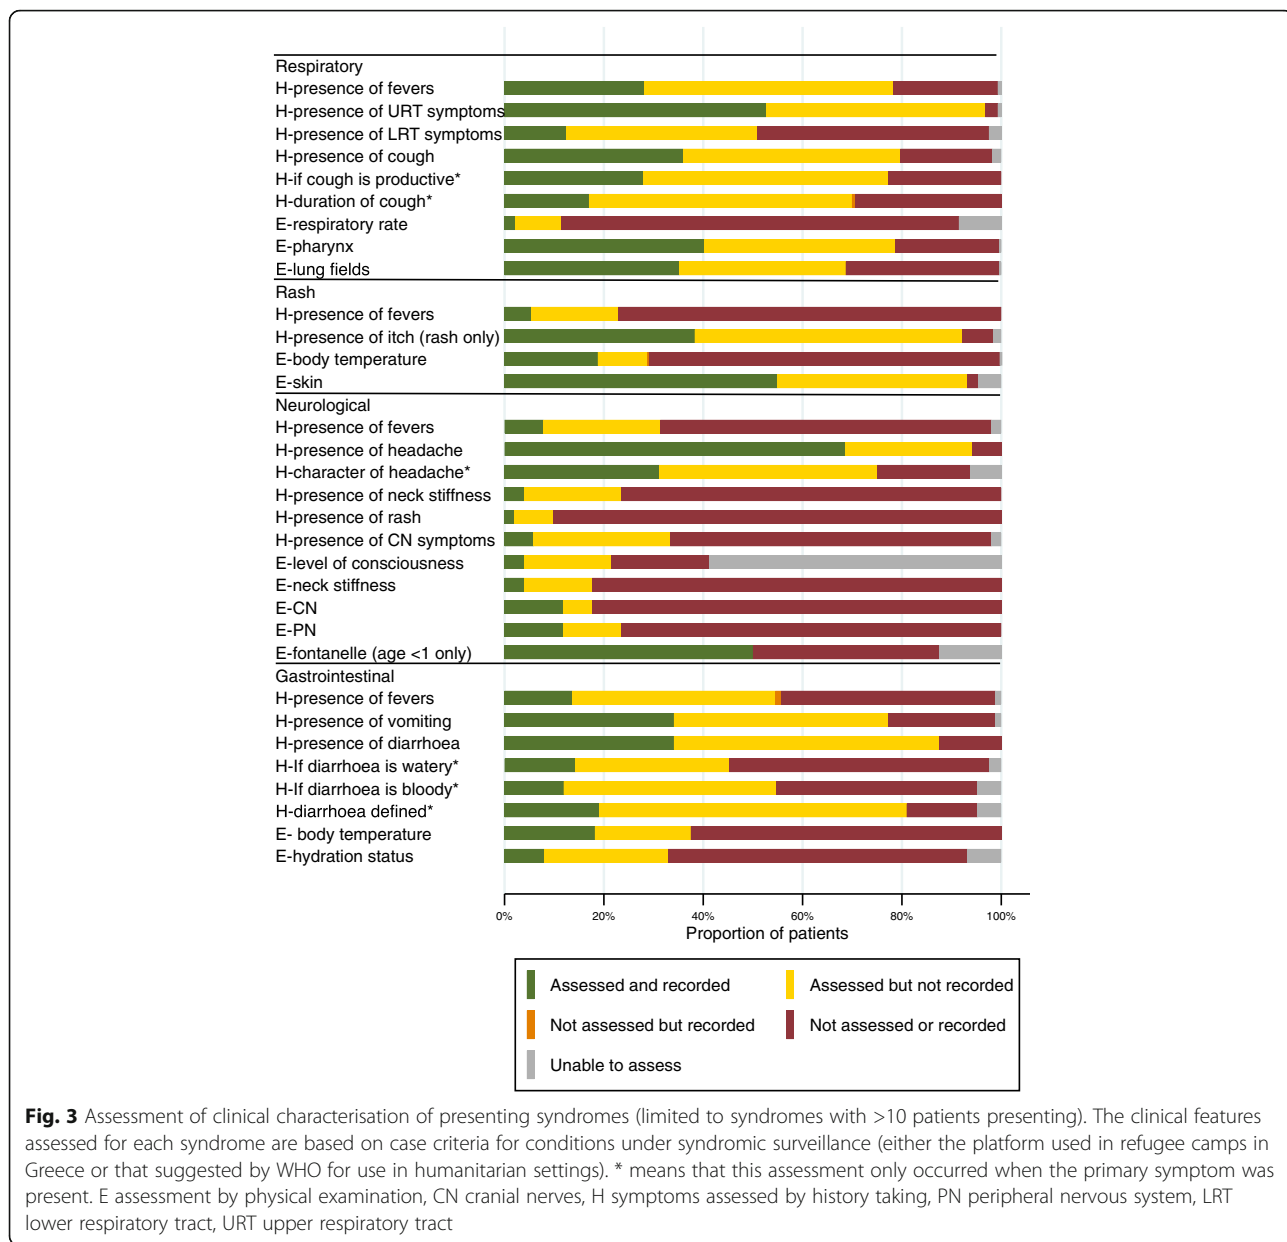 Respiratory
H-presence of fevers
H-presence of URT symptoms
H-presence of LRT symptoms
H-presence of cough
H-if cough is productive*
H-duration of cough*
E-respiratory rate
E-pharynx
E-lung fields
Rash
H-presence of fevers
H-presence of itch (rash only)
E-body temperature
E-skin
Neurological
H-presence of fevers
H-presence of headache
H-character of headache*
H-presence of neck stiffness
H-presence of rash
H-presence of CN symptoms
E-level of consciousness
E-neck stiffness
E-CN
E-PN
E-fontanelle (age <1 only)
Gastrointestinal
H-presence of fevers
H-presence of vomiting
H-presence of diarrhoea
H-If diarrhoea is watery*
H-If diarrhoea is bloody*
H-diarrhoea defined*
E- body temperature
E-hydration status
0% 20% 40% 60% 80% 100%
Proportion of patients
Assessed and recorded Assessed but not recorded
Not assessed but recorded Not assessed or recorded
Unable to assess
Fig. 3 Assessment of clinical characterisation of presenting syndromes (limited to syndromes with >10 patients presenting). The clinical features
assessed for each syndrome are based on case criteria for conditions under syndromic surveillance (either the platform used in refugee camps in
Greece or that suggested by WHO for use in humanitarian settings). * means that this assessment only occurred when the primary symptom was
present. E assessment by physical examination, CN cranial nerves, H symptoms assessed by history taking, PN peripheral nervous system, LRT
lower respiratory tract, URT upper respiratory tract